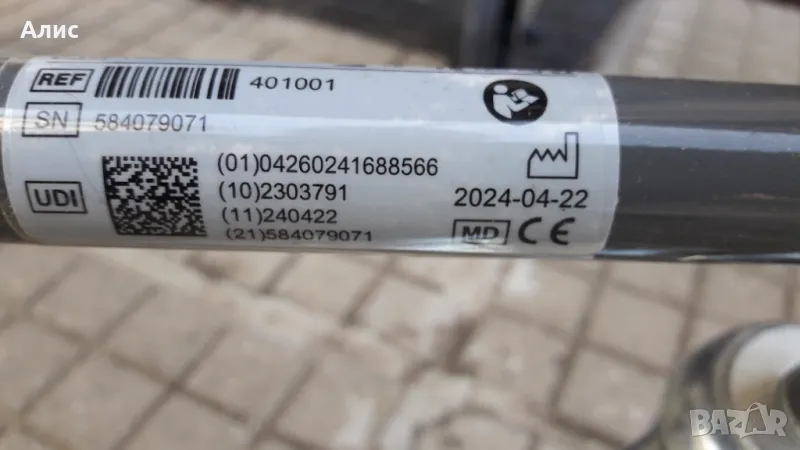 Алис
REF 401001
SN 584079071
UDI
(01)04260241688566
(10)2303791
(11)240422
(21)584079071
2024-04-22
MD CE
BAZAR